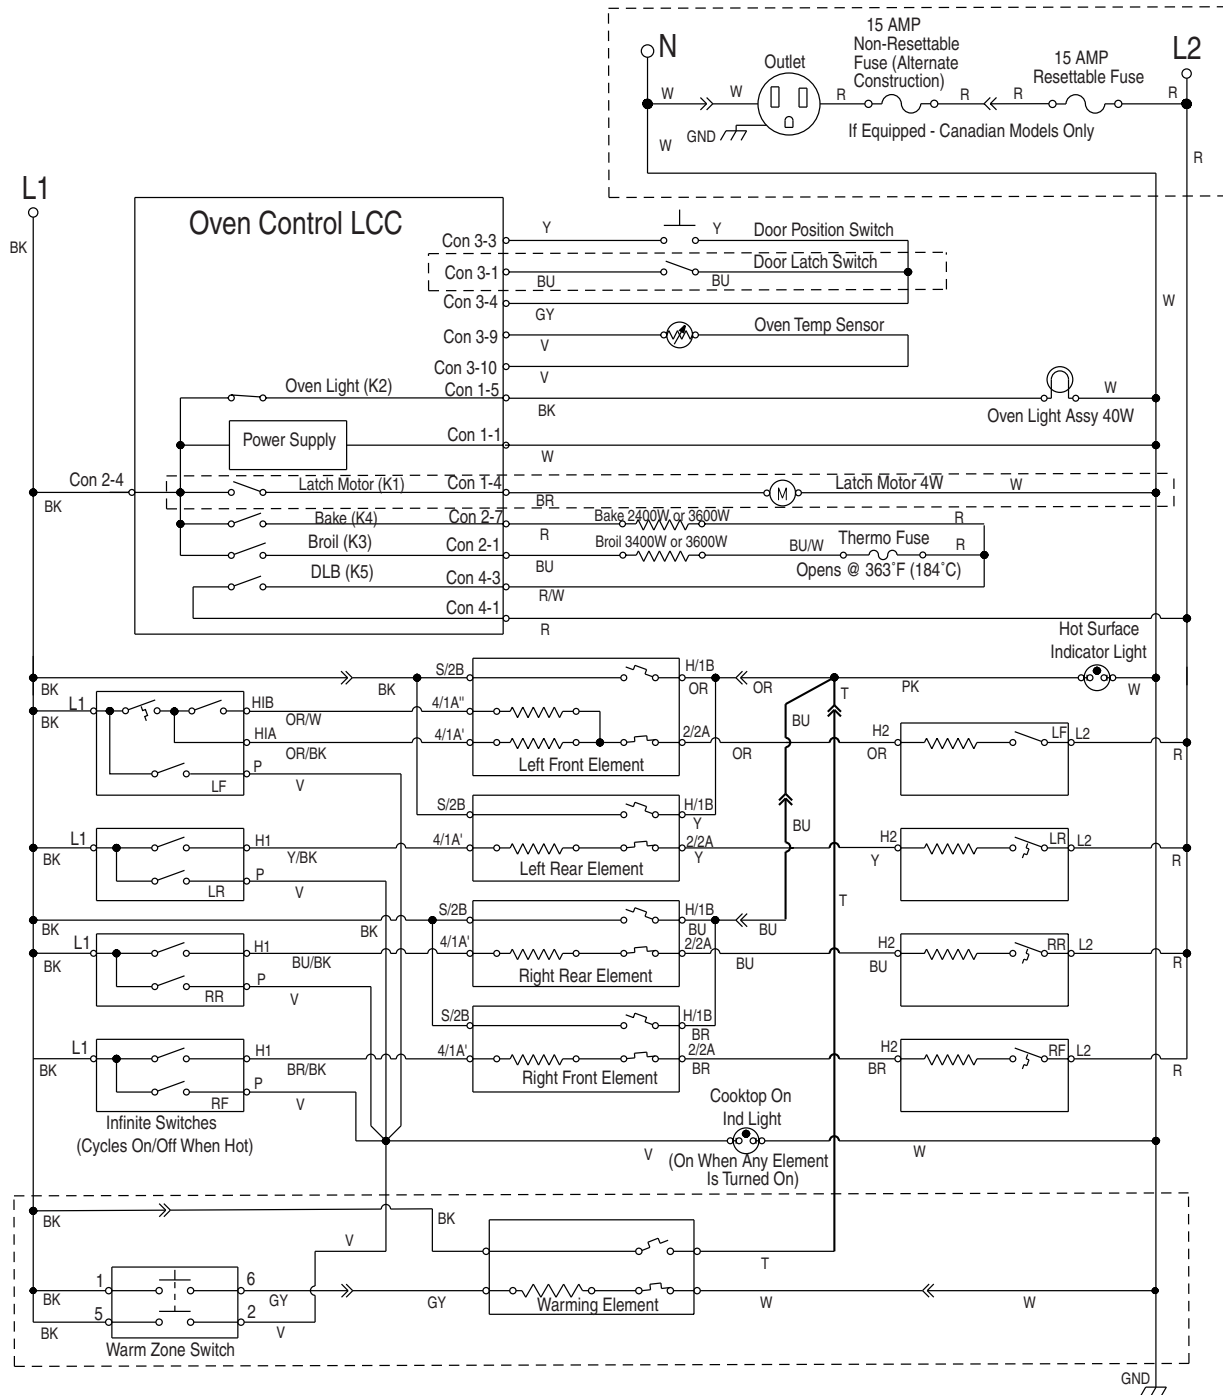 N
L2
15 AMP
Non-Resettable
Fuse (Alternate
Construction)
15 AMP
Resettable Fuse
Outlet
W
W
R
R
R
R
GND
If Equipped - Canadian Models Only
W
R
L1
BK
Oven Control LCC
Con 3-3
Y
Y
Door Position Switch
Con 3-1
BU
BU
Door Latch Switch
Con 3-4
GY
W
Con 3-9
V
Oven Temp Sensor
Con 3-10
V
Oven Light (K2)
Con 1-5
BK
W
Oven Light Assy 40W
Power Supply
Con 1-1
W
Con 2-4
BK
Latch Motor (K1)
Con 1-4
BR
M
Latch Motor 4W
W
Bake (K4)
Con 2-7
R
Bake 2400W or 3600W
R
Broil (K3)
Con 2-1
BU
Broil 3400W or 3600W
BU/W
Thermo Fuse
R
Opens @ 363˚F (184˚C)
DLB (K5)
Con 4-3
R/W
Con 4-1
R
Hot Surface
Indicator Light
BK
BK
S/2B
H/1B
OR
OR
T
PK
W
L1
BK
HIB
OR/W
4/1A"
BU
HIA
OR/BK
4/1A'
2/2A
OR
H2
OR
LF
L2
R
Left Front Element
P
V
LF
S/2B
H/1B
Y
BU
L1
BK
H1
Y/BK
4/1A'
2/2A
Y
H2
Y
LR
L2
R
Left Rear Element
P
V
LR
T
BK
BK
S/2B
H/1B
BU
BU
L1
BK
H1
BU/BK
4/1A'
2/2A
BU
H2
BU
RR
L2
R
Right Rear Element
P
V
RR
S/2B
H/1B
BR
L1
BK
H1
BR/BK
4/1A'
2/2A
BR
H2
BR
RF
L2
R
Right Front Element
P
V
RF
Infinite Switches
(Cycles On/Off When Hot)
Cooktop On
Ind Light
V
W
(On When Any Element
Is Turned On)
BK
BK
V
T
1
BK
6
GY
GY
Warming Element
W
W
5
BK
2
V
Warm Zone Switch
GND